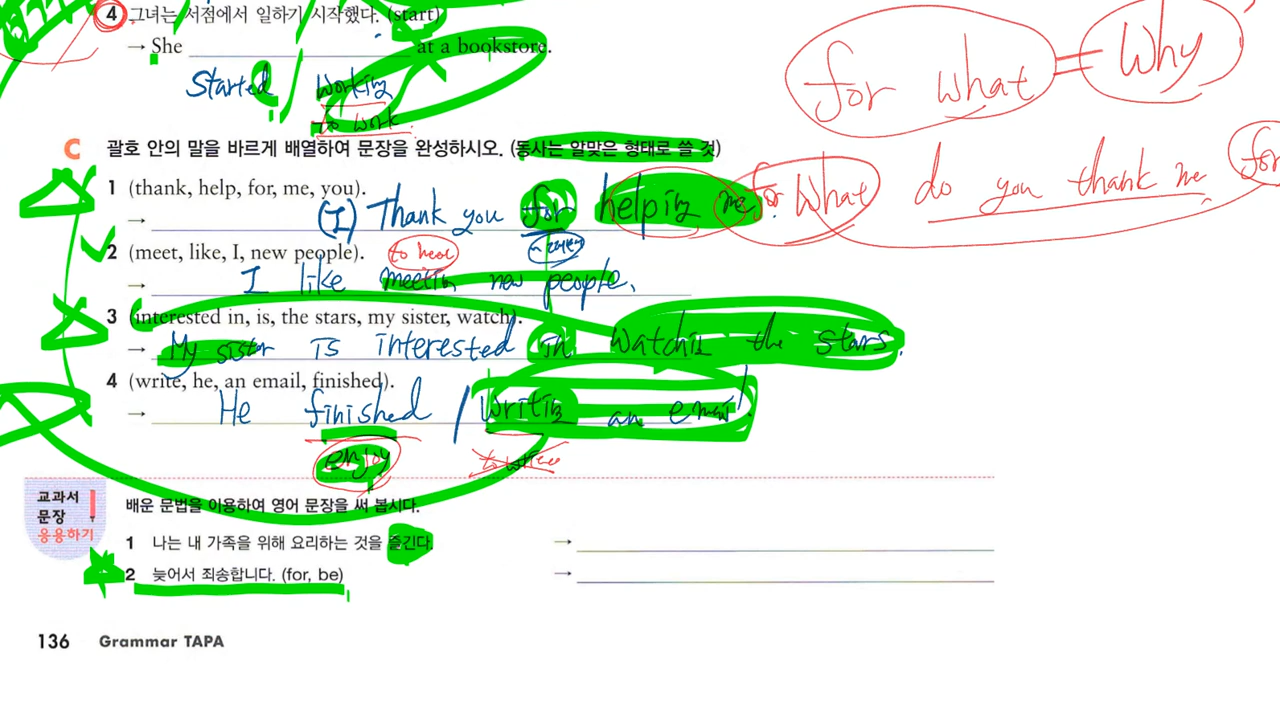 4 그녀는 서점에서 일하기 시작했다. (start)
→ She at a bookstore.
Started / working
to work
for what = Why
C 괄호 안의 말을 바르게 배열하여 문장을 완성하시오. (동사는 알맞은 형태로 쓸 것)
1 (thank, help, for, me, you).
→ (I) Thank you for helping me.
for What do you thank me for
2 (meet, like, I, new people).
→ I like meeting new people.
3 (interested in, is, the stars, my sister, watch).
→ My sister is interested in watching the stars.
4 (write, he, an email, finished).
→ He finished / writing an email.
enjoy
교과서
문장
응용하기
배운 문법을 이용하여 영어 문장을 써 봅시다.
1 나는 내 가족을 위해 요리하는 것을 즐긴다. →
2 늦어서 죄송합니다. (for, be) →
136 Grammar TAPA